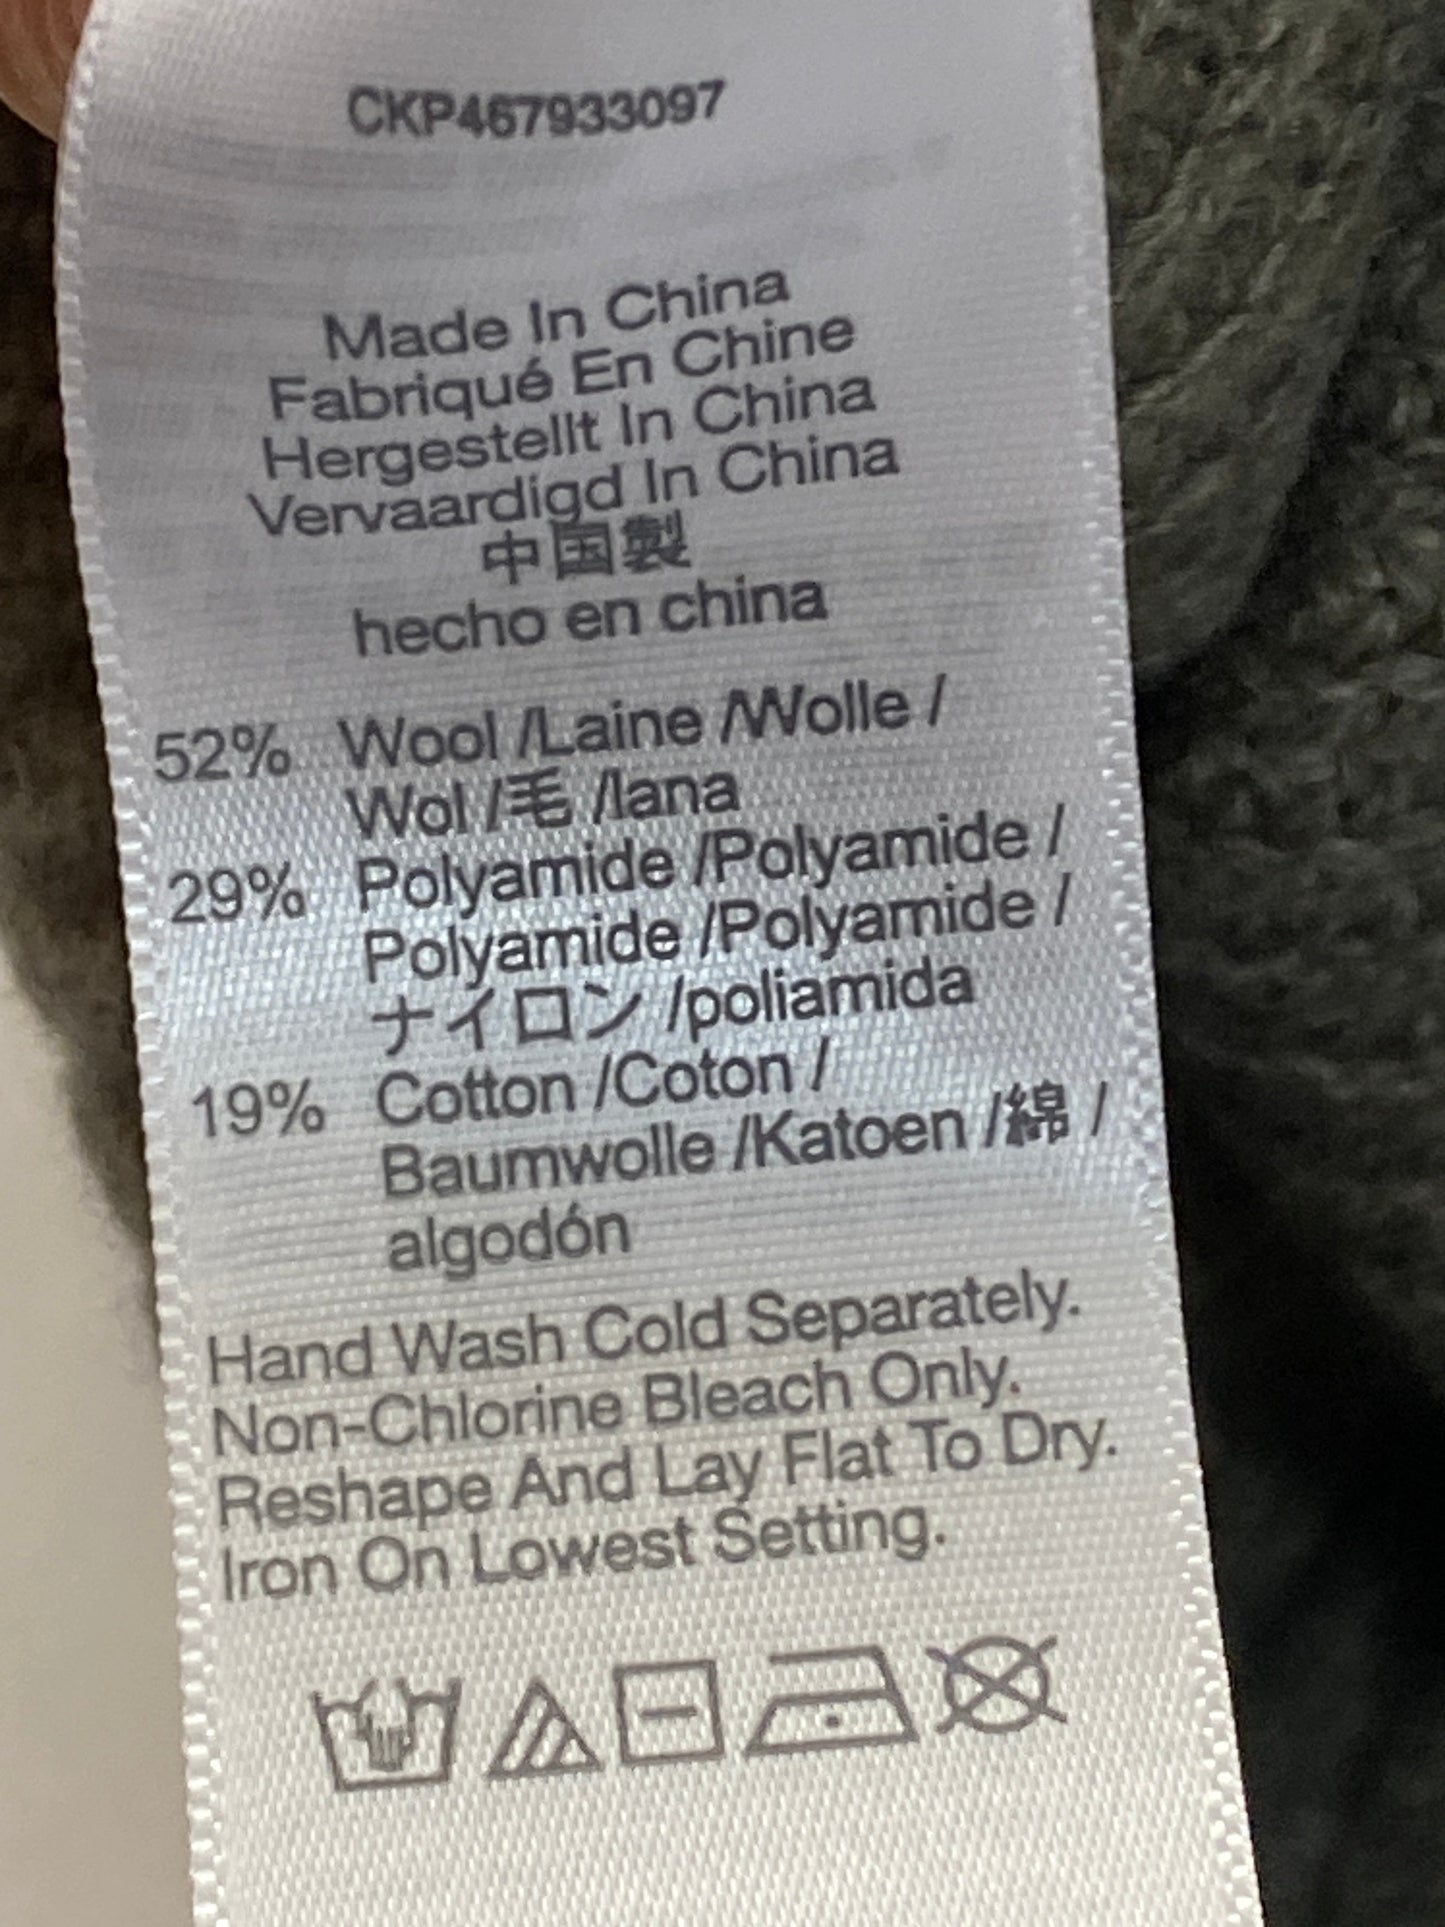 CKP467933097
Made In China
Fabriqué En Chine
Hergestellt In China
Vervaardigd In China
中国製
hecho en china
52% Wool /Laine /Wolle /
Wol /毛 /lana
29% Polyamide /Polyamide /
Polyamide /Polyamide /
ナイロン /poliamida
19% Cotton /Coton /
Baumwolle /Katoen /綿 /
algodón
Hand Wash Cold Separately.
Non-Chlorine Bleach Only.
Reshape And Lay Flat To Dry.
Iron On Lowest Setting.